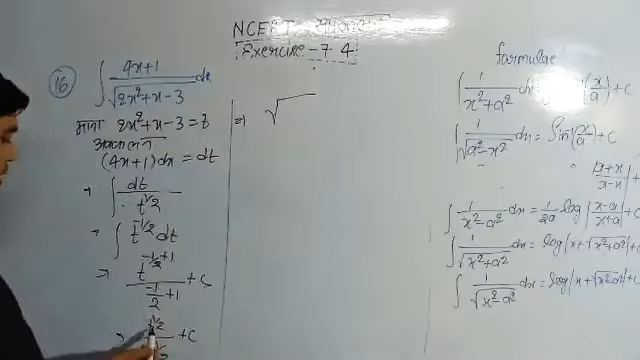 NCERT
Exercise - 7.4
(16) ∫ 4x+1 / √2x²+x-3 dx
माना 2x²+x-3 = t
(4x+1) dx = dt
∫ dt / t^1/2
∫ t^-1/2 dt
⇒ t^-1/2+1 / -1/2+1 + C
t^1/2 + C
⇒ √
formulae
∫ 1 / x²+a² dx (x/a) + C
∫ 1 / √a²-x² dx = Sin (x/a) + C
∫ 1 / x²-a² dx = 1/2a log |x-a / x+a| + C
∫ 1 / √x²+a² dx = log |x+√x²+a²| + C
∫ 1 / √x²-a² dx = log |x+√x²-a²| + C